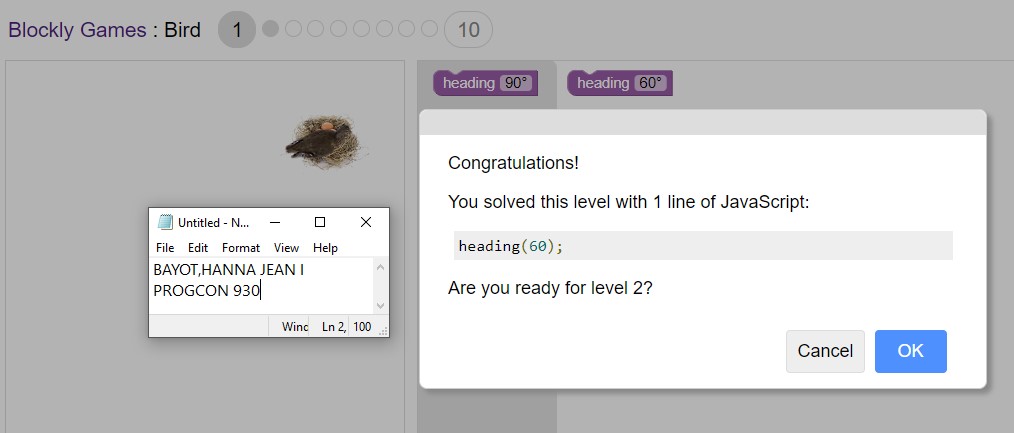 Blockly Games : Bird 1 10
heading 90° heading 60°
Congratulations!
You solved this level with 1 line of JavaScript:
heading(60);
Are you ready for level 2?
Cancel OK
Untitled - N...
File Edit Format View Help
BAYOT,HANNA JEAN I
PROGCON 930
Winc Ln 2, 100